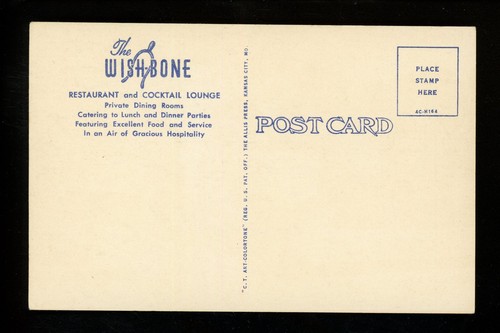 The
WISHBONE
RESTAURANT and COCKTAIL LOUNGE
Private Dining Rooms
Catering to Lunch and Dinner Parties
Featuring Excellent Food and Service
In an Air of Gracious Hospitality
"C. T. ART-COLORTONE" (REG. U. S. PAT. OFF.) THE ALLIS PRESS, KANSAS CITY, MO.
POST CARD
PLACE
STAMP
HERE
AC-H164